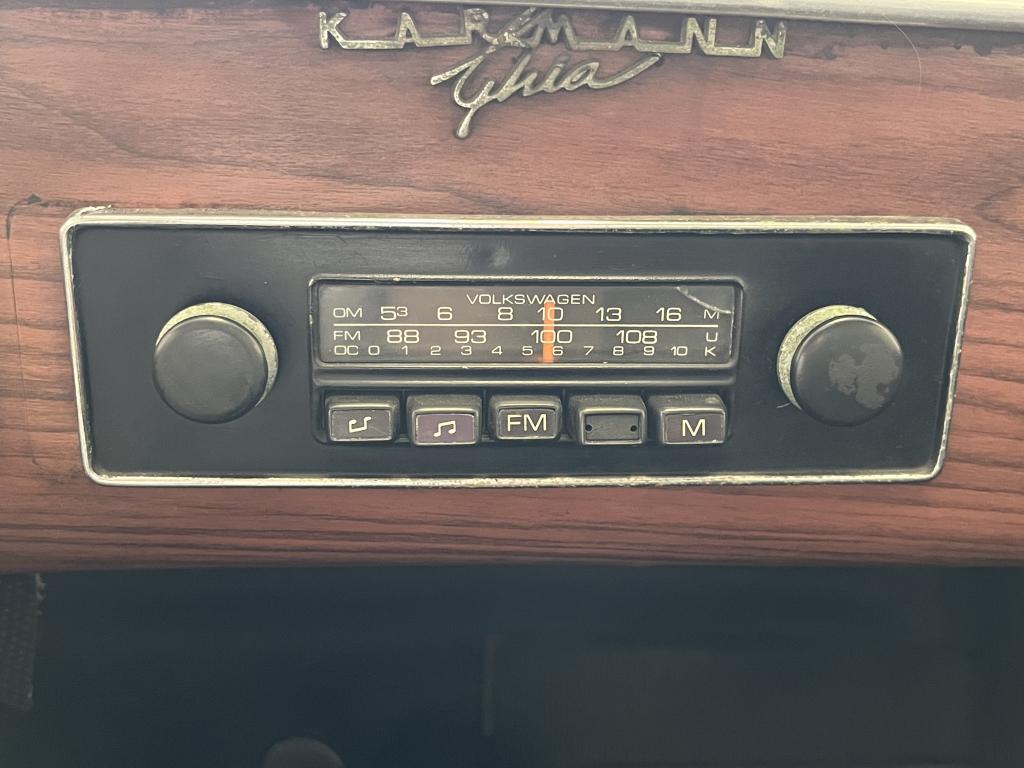 KARMANN
Ghia
VOLKSWAGEN
OM 53 6 8 10 13 16 M
FM 88 93 100 108 U
OC 0 1 2 3 4 5 6 7 8 9 10 K
FM M